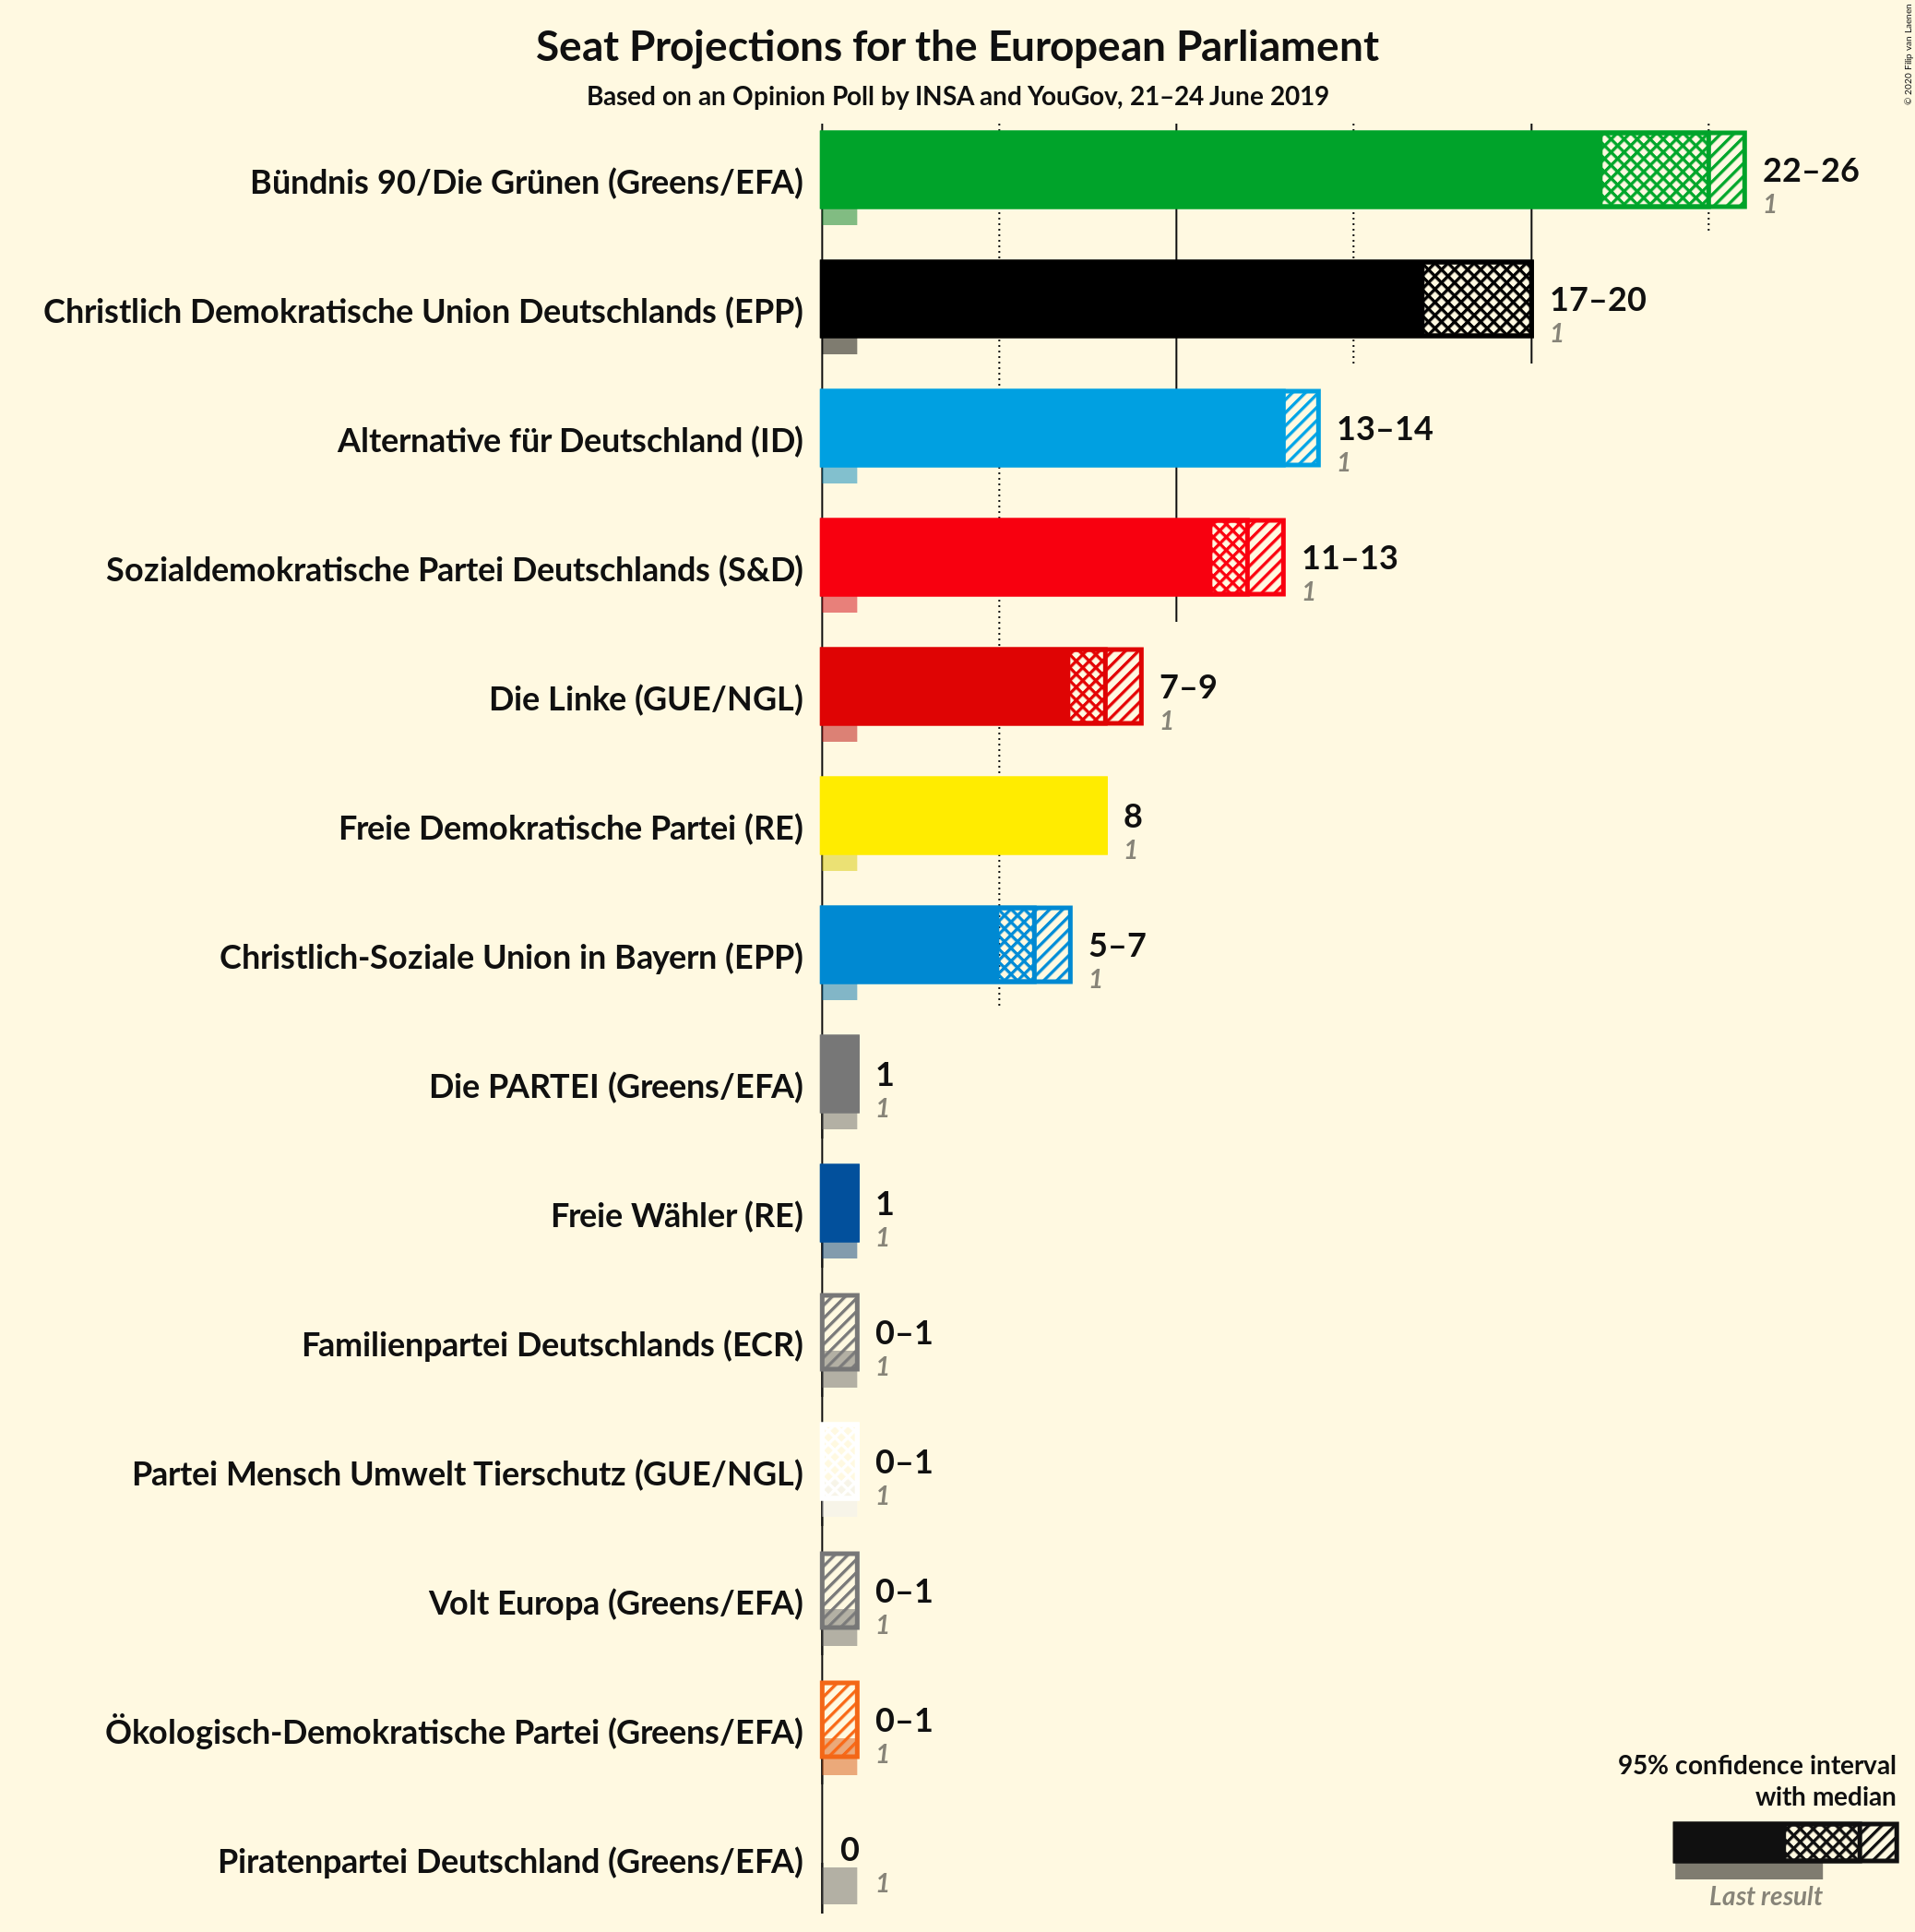 Seat Projections for the European Parliament
Based on an Opinion Poll by INSA and YouGov, 21–24 June 2019
© 2020 Filip van Laenen
Bündnis 90/Die Grünen (Greens/EFA)
22–26
1
Christlich Demokratische Union Deutschlands (EPP)
17–20
1
Alternative für Deutschland (ID)
13–14
1
Sozialdemokratische Partei Deutschlands (S&D)
11–13
1
Die Linke (GUE/NGL)
7–9
1
Freie Demokratische Partei (RE)
8
1
Christlich-Soziale Union in Bayern (EPP)
5–7
1
Die PARTEI (Greens/EFA)
1
1
Freie Wähler (RE)
1
1
Familienpartei Deutschlands (ECR)
0–1
1
Partei Mensch Umwelt Tierschutz (GUE/NGL)
0–1
1
Volt Europa (Greens/EFA)
0–1
1
Ökologisch-Demokratische Partei (Greens/EFA)
0–1
1
Piratenpartei Deutschland (Greens/EFA)
0
1
95% confidence interval
with median
Last result